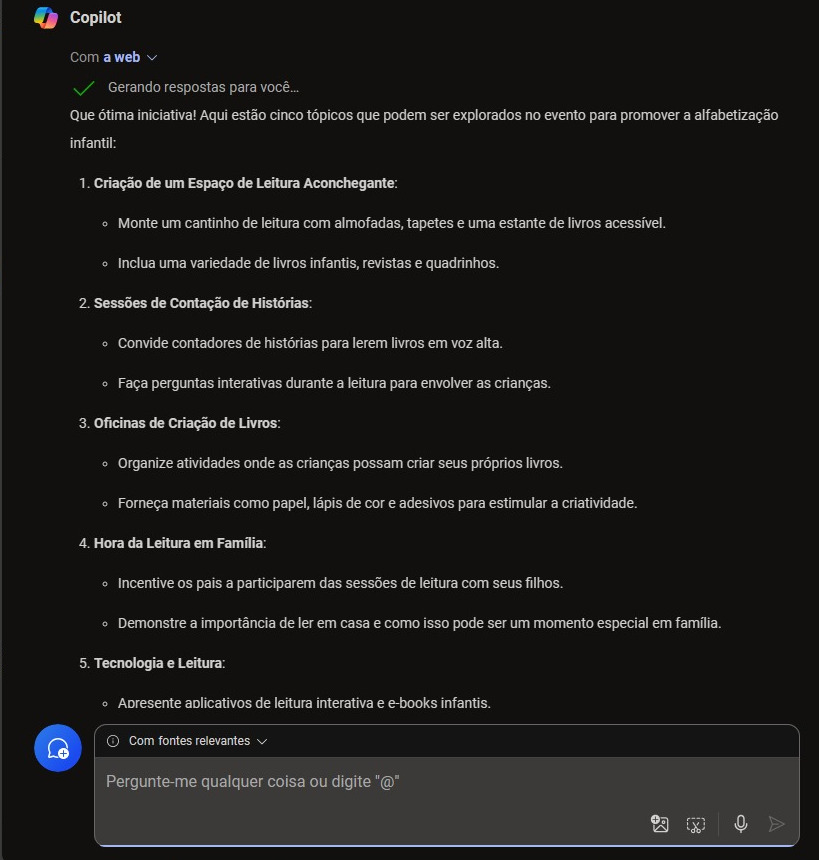 Copilot
Com a web
Gerando respostas para você...
Que ótima iniciativa! Aqui estão cinco tópicos que podem ser explorados no evento para promover a alfabetização
infantil:
1. Criação de um Espaço de Leitura Aconchegante:
Monte um cantinho de leitura com almofadas, tapetes e uma estante de livros acessível.
Inclua uma variedade de livros infantis, revistas e quadrinhos.
2. Sessões de Contação de Histórias:
Convide contadores de histórias para lerem livros em voz alta.
Faça perguntas interativas durante a leitura para envolver as crianças.
3. Oficinas de Criação de Livros:
Organize atividades onde as crianças possam criar seus próprios livros.
Forneça materiais como papel, lápis de cor e adesivos para estimular a criatividade.
4. Hora da Leitura em Família:
Incentive os pais a participarem das sessões de leitura com seus filhos.
Demonstre a importância de ler em casa e como isso pode ser um momento especial em família.
5. Tecnologia e Leitura:
Apresente aplicativos de leitura interativa e e-books infantis.
Com fontes relevantes
Pergunte-me qualquer coisa ou digite "@"